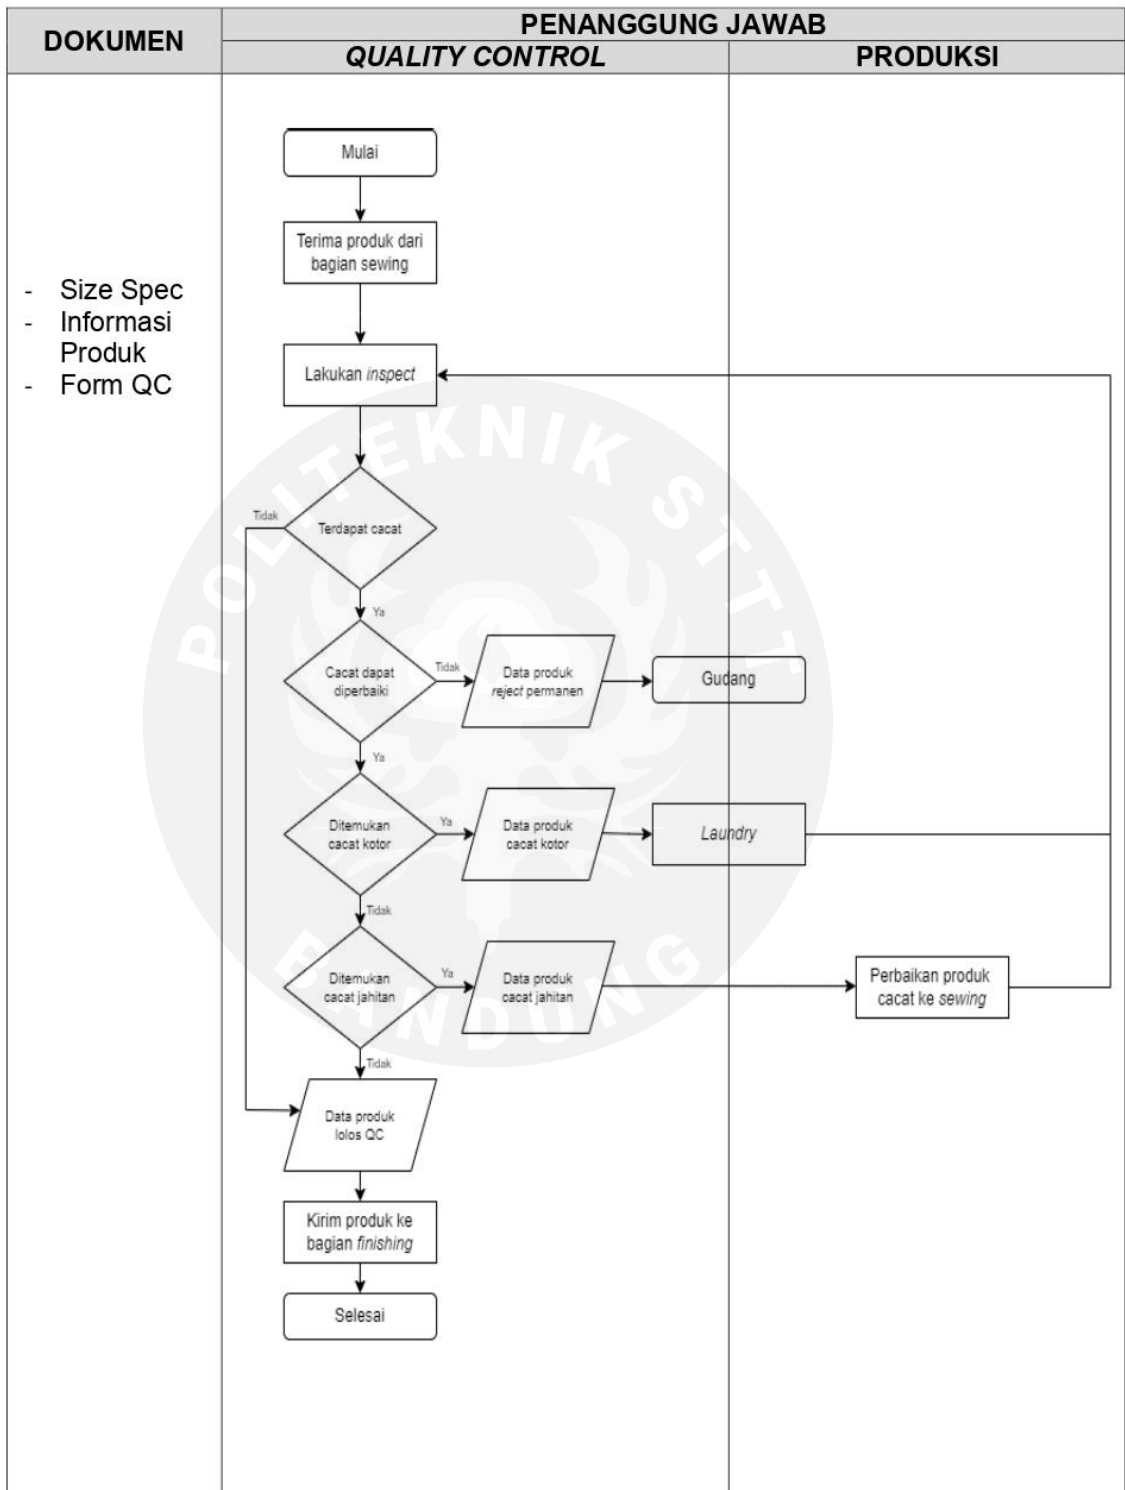 DOKUMEN
PENANGGUNG JAWAB
QUALITY CONTROL
PRODUKSI
- Size Spec
- Informasi
Produk
- Form QC
Mulai
Terima produk dari
bagian sewing
Lakukan inspect
Terdapat cacat
Tidak
Ya
Cacat dapat
diperbaiki
Tidak
Data produk
reject permanen
Gudang
Ya
Ditemukan
cacat kotor
Ya
Data produk
cacat kotor
Laundry
Tidak
Ditemukan
cacat jahitan
Ya
Data produk
cacat jahitan
Perbaikan produk
cacat ke sewing
Tidak
Data produk
lolos QC
Kirim produk ke
bagian finishing
Selesai
POLITEKNIK STTT
BANDUNG